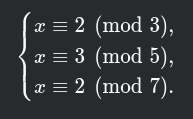 x ≡ 2 (mod 3),
x ≡ 3 (mod 5),
x ≡ 2 (mod 7).